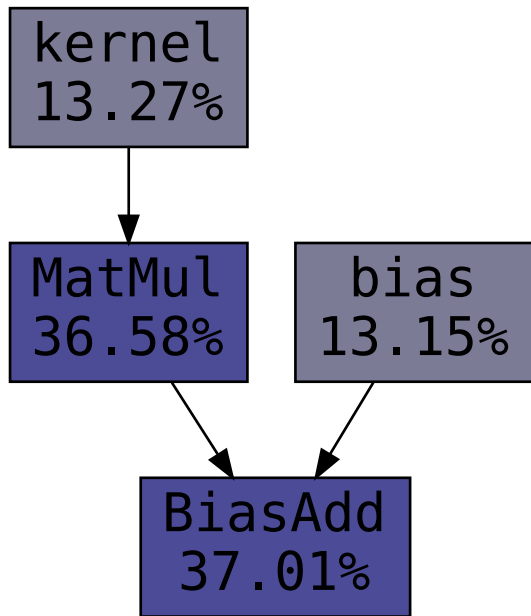 kernel
13.27%
MatMul
36.58%
bias
13.15%
BiasAdd
37.01%